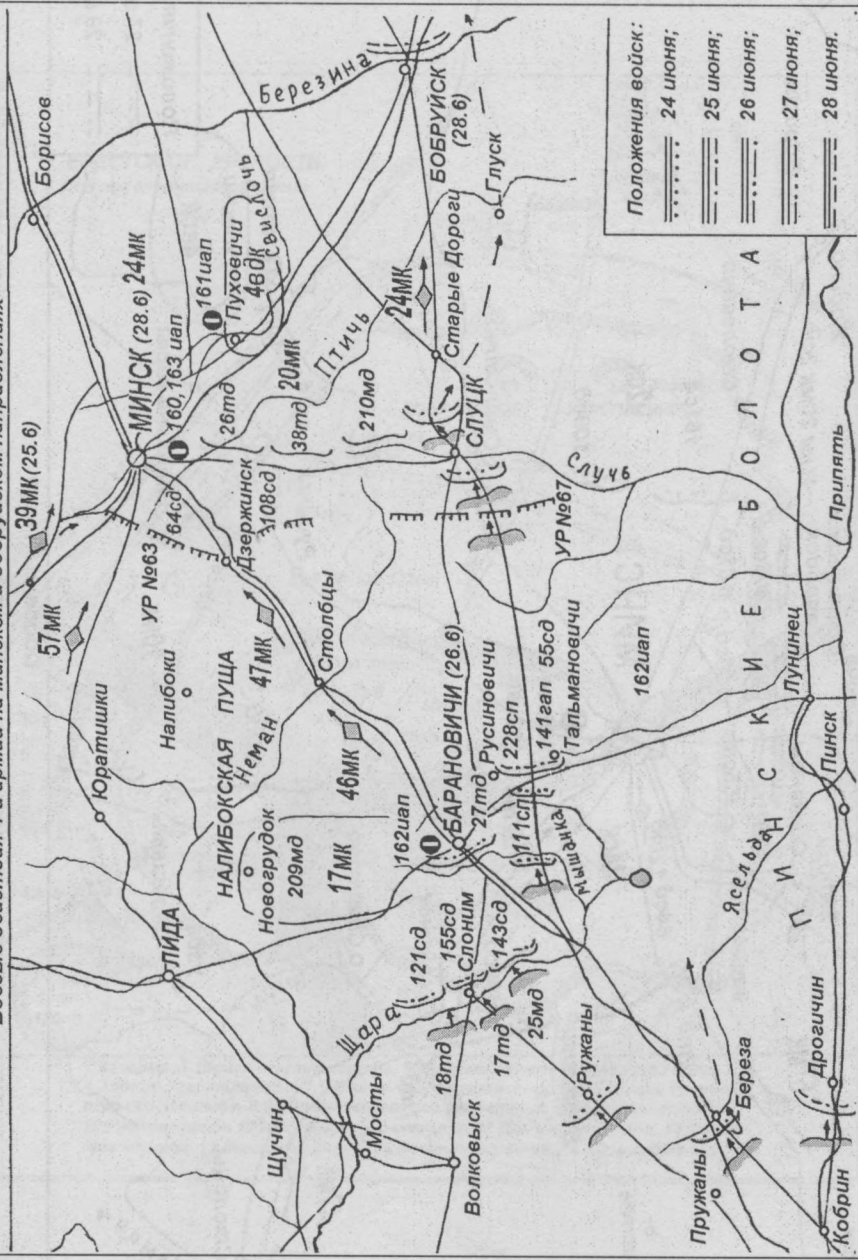 Боевые действия 4-й армии на минском и бобруйском направлениях
39МК (25.6)
Борисов
57МК
МИНСК (28.6)
24МК
160,163 иап
161иап
Пуховичи
4ВДК
Свислочь
Березина
УР №63
64сд
26тд
Дзержинск
108сд
38тд
20МК
Птичь
210мд
Юратишки
Налибоки
НАЛИБОКСКАЯ ПУЩА
47МК
Неман
Столбцы
46МК
ЛИДА
Новогрудок
209мд
17МК
162иап
Щучин
Мосты
Щара
121сд
155сд
Слоним
143сд
18тд
17тд
25мд
Волковыск
БАРАНОВИЧИ (26.6)
27тд
Русиновичи
228сп
111сп
141гап
55сд
Тальмановичи
Мышанка
СЛУЦК
Старые Дороги
24МК
БОБРУЙСК
(28.6)
Глуск
Случь
УР №67
162иап
Ружаны
Пружаны
Береза
Кобрин
Дрогичин
Ясельда
Пинск
Лунинец
Припять
ПИНСКИЕ БОЛОТА
Положения войск:
24 июня;
25 июня;
26 июня;
27 июня;
28 июня.